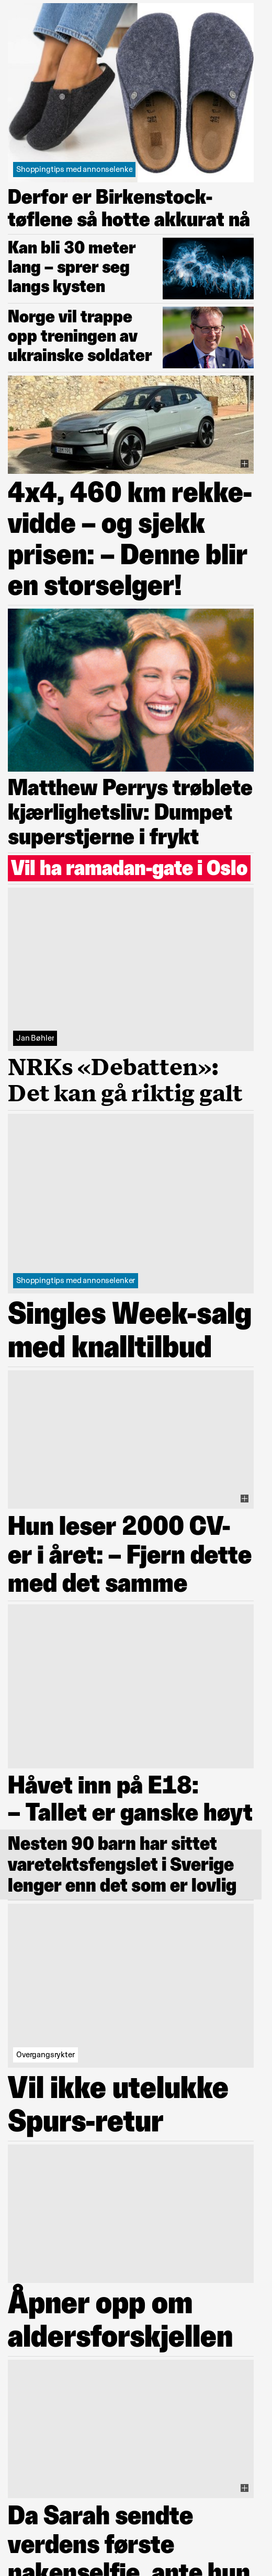 Shoppingtips med annonselenke
Derfor er Birkenstock-
tøflene så hotte akkurat nå
Kan bli 30 meter
lang – sprer seg
langs kysten
Norge vil trappe
opp treningen av
ukrainske soldater
4x4, 460 km rekke-
vidde – og sjekk
prisen: – Denne blir
en storselger!
Matthew Perrys trøblete
kjærlighetsliv: Dumpet
superstjerne i frykt
Vil ha ramadan-gate i Oslo
Jan Bøhler
NRKs «Debatten»:
Det kan gå riktig galt
Shoppingtips med annonselenker
Singles Week-salg
med knalltilbud
Hun leser 2000 CV-
er i året: – Fjern dette
med det samme
Håvet inn på E18:
– Tallet er ganske høyt
Nesten 90 barn har sittet
varetektsfengslet i Sverige
lenger enn det som er lovlig
Overgangsrykter
Vil ikke utelukke
Spurs-retur
Åpner opp om
aldersforskjellen
Da Sarah sendte
verdens første
nakenselfie, ante hun